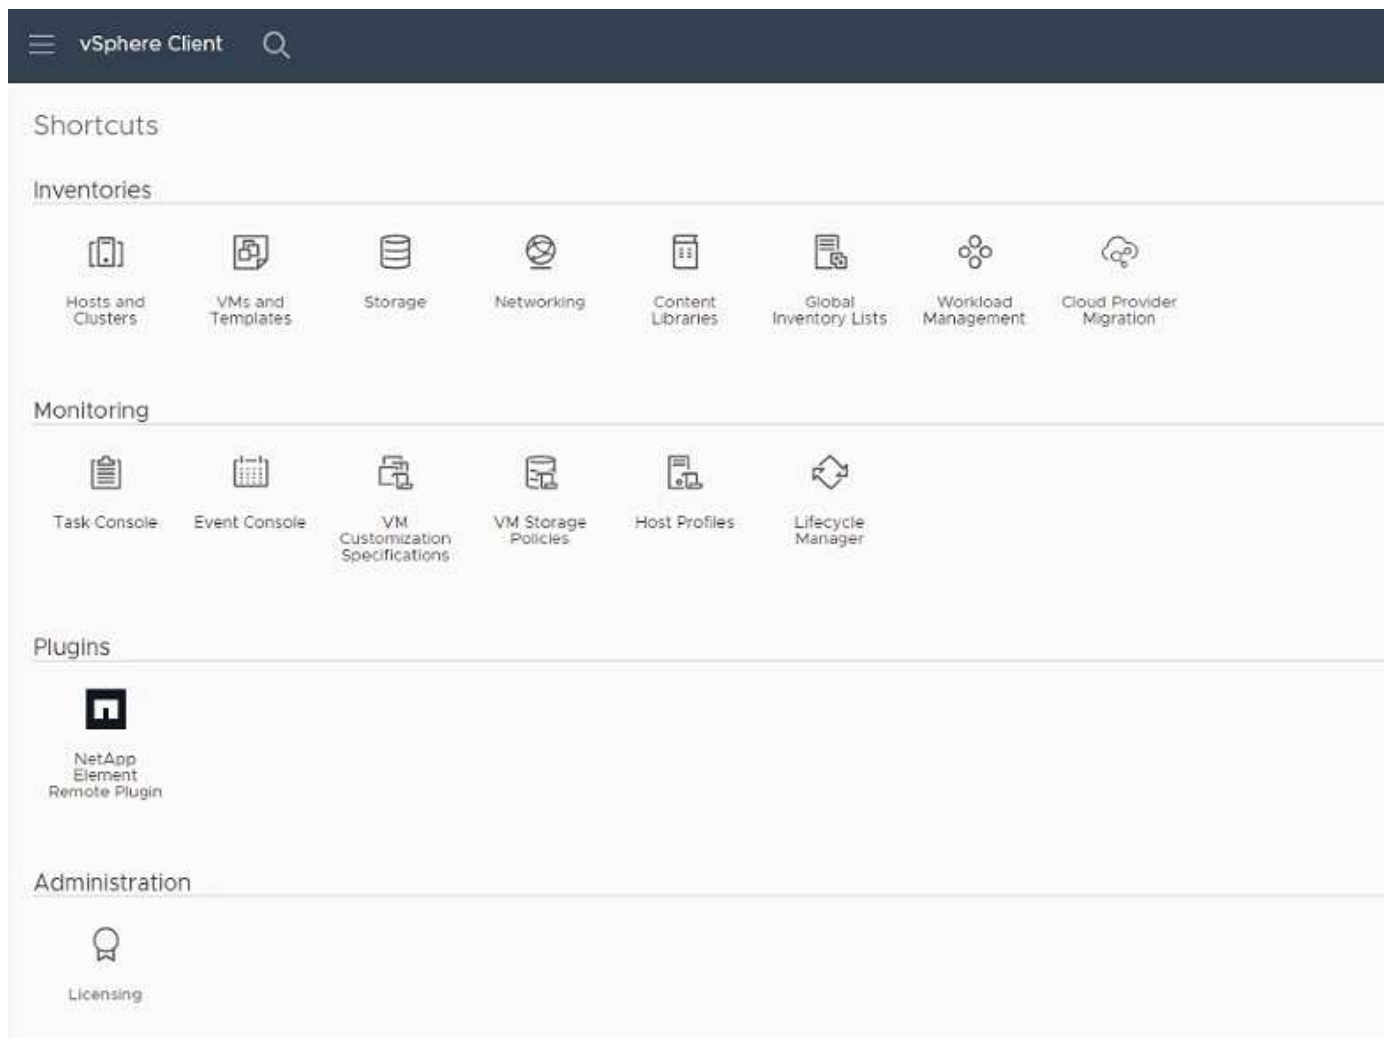 vSphere Client
Shortcuts
Inventories
Hosts and
Clusters
VMs and
Templates
Storage
Networking
Content
Libraries
Global
Inventory Lists
Workload
Management
Cloud Provider
Migration
Monitoring
Task Console
Event Console
VM
Customization
Specifications
VM Storage
Policies
Host Profiles
Lifecycle
Manager
Plugins
NetApp
Element
Remote Plugin
Administration
Licensing